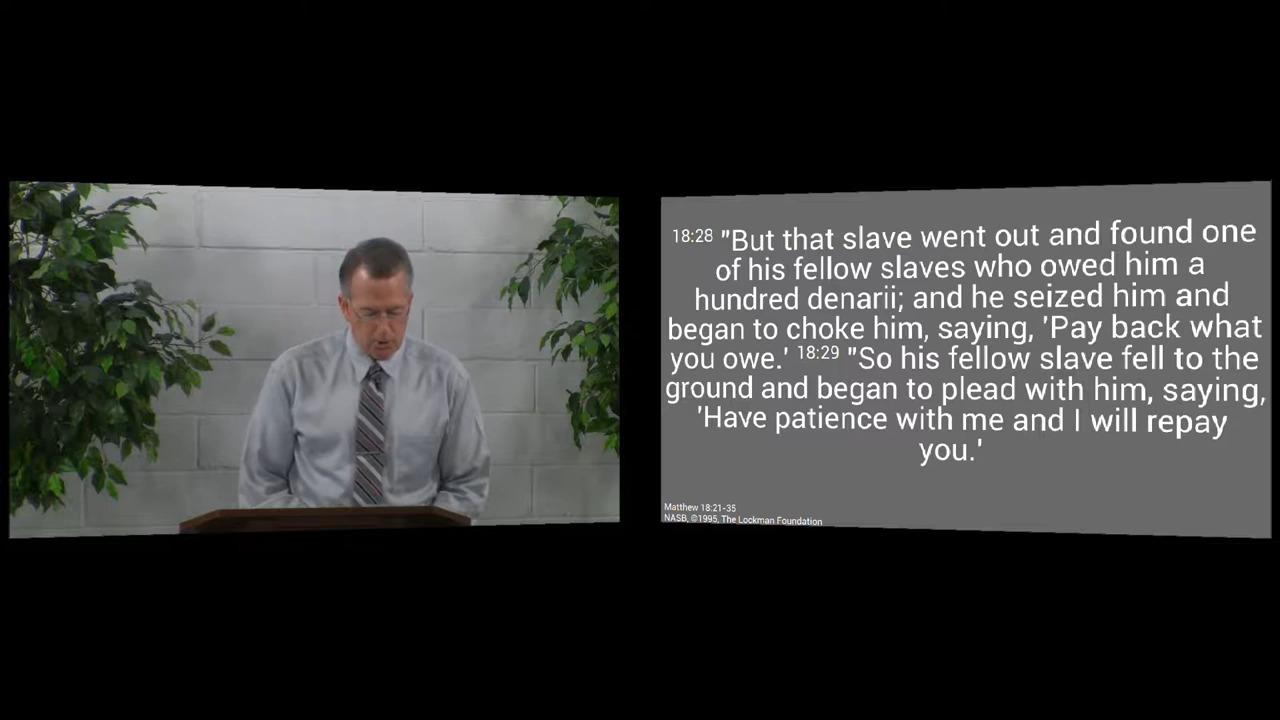 18:28 "But that slave went out and found one
of his fellow slaves who owed him a
hundred denarii; and he seized him and
began to choke him, saying, 'Pay back what
you owe.' 18:29 "So his fellow slave fell to the
ground and began to plead with him, saying,
'Have patience with me and I will repay
you.'
Matthew 18:21-35
NASB, ©1995, The Lockman Foundation